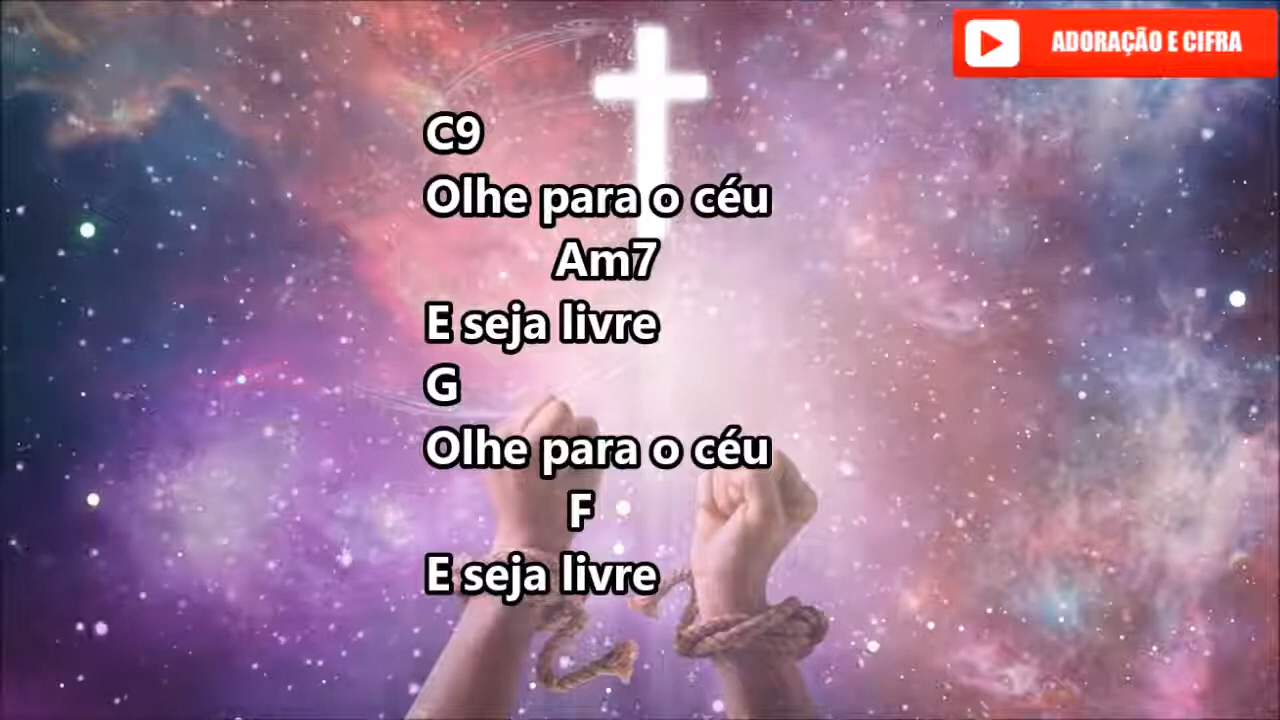 ADORAÇÃO E CIFRA
C9
Olhe para o céu
Am7
E seja livre
G
Olhe para o céu
F
E seja livre